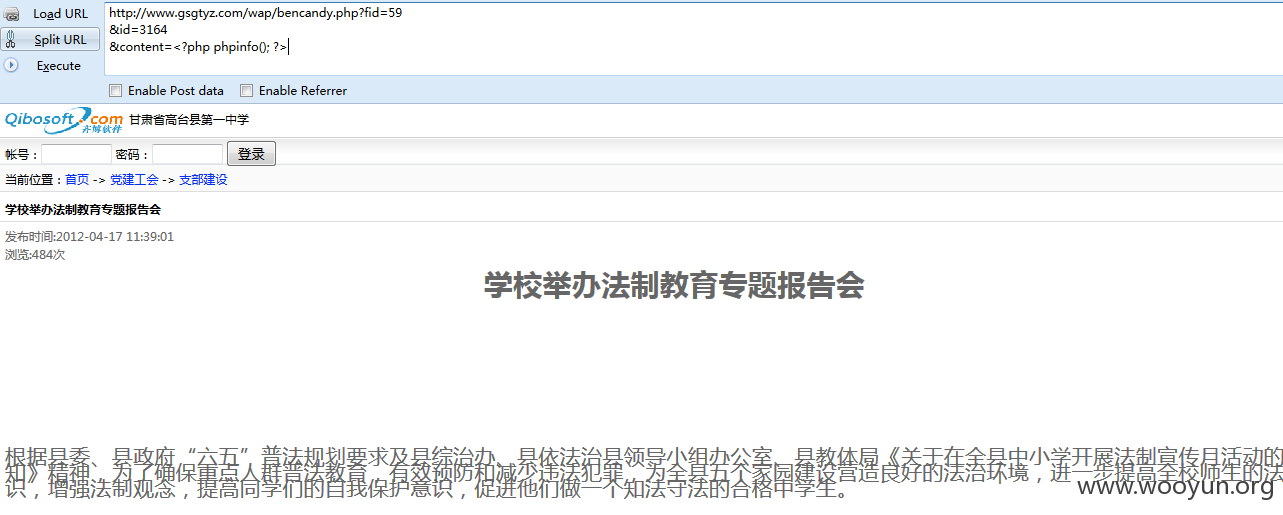 Load URL
http://www.gsgtyz.com/wap/bencandy.php?fid=59
&id=3164
Split URL
&content=<?php phpinfo(); ?>
Execute
Enable Post data Enable Referrer
Qibosoft.com 齐博软件 甘肃省高台县第一中学
帐号： 密码： 登录
当前位置：首页 -> 党建工会 -> 支部建设
学校举办法制教育专题报告会
发布时间:2012-04-17 11:39:01
浏览:484次
学校举办法制教育专题报告会
根据县委、县政府“六五”普法规划要求及县综治办、县依法治县领导小组办公室、县教体局《关于在全县中小学开展法制宣传月活动的
知》精神，为了确保重点人群普法教育，有效预防和减少违法犯罪，为全县五个家园建设营造良好的法治环境，进一步提高全校师生的法
识，增强法制观念，提高同学们的自我保护意识，促进他们做一个知法守法的合格中学生。
www.wooyun.org